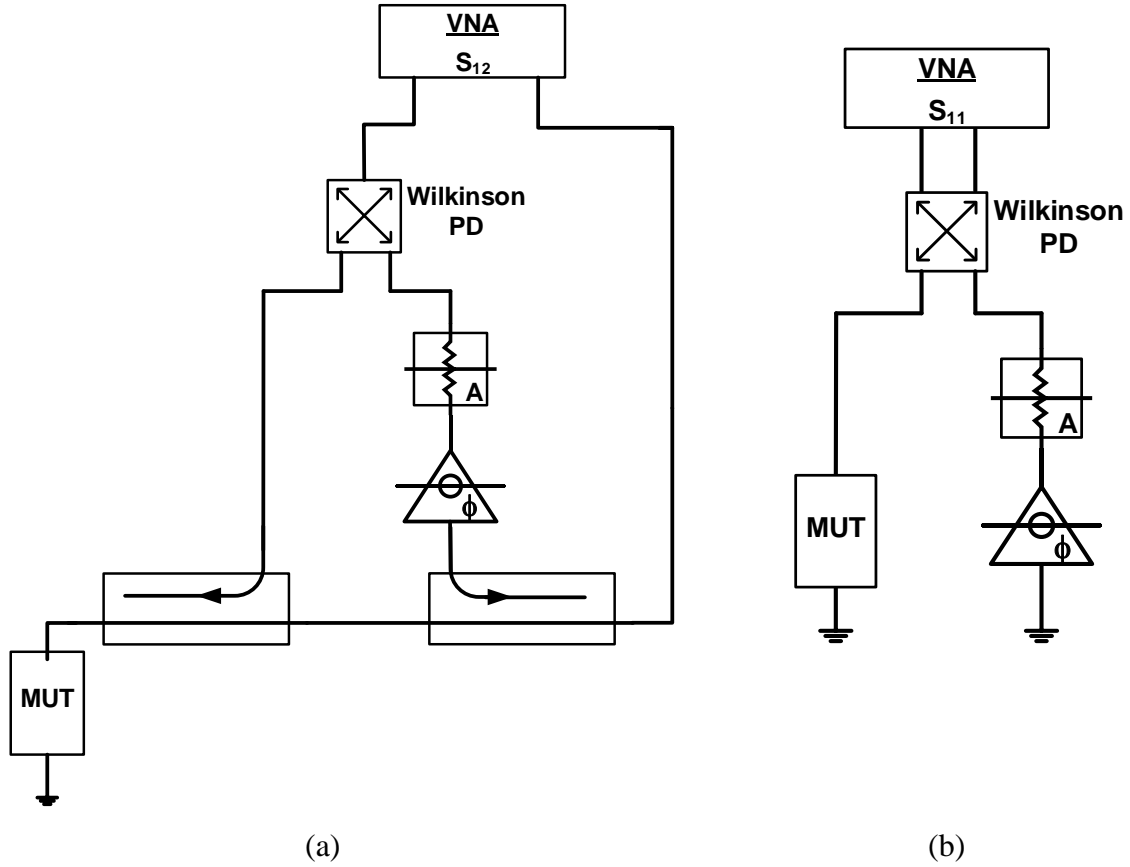 VNA
S₁₂
Wilkinson
PD
A
ϕ
MUT
(a)
VNA
S₁₁
Wilkinson
PD
A
MUT
ϕ
(b)